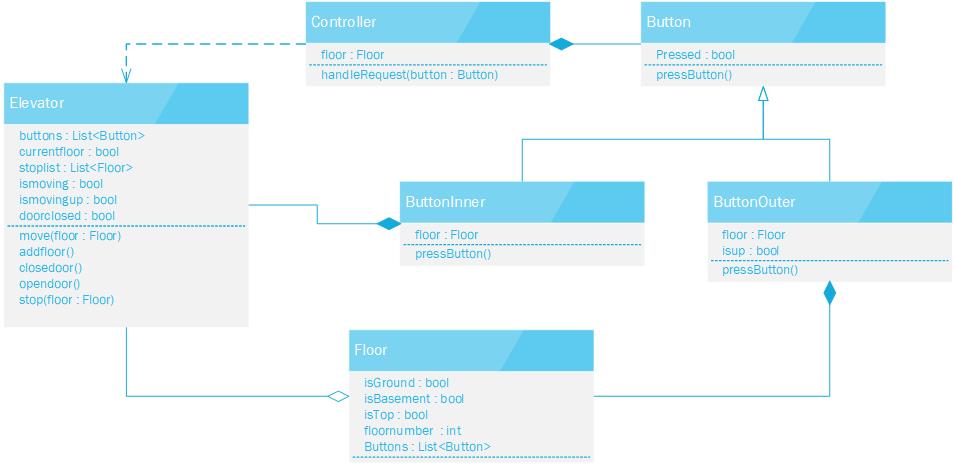 Controller
floor : Floor
handleRequest(button : Button)
Button
Pressed : bool
pressButton()
Elevator
buttons : List<Button>
currentfloor : bool
stoplist : List<Floor>
ismoving : bool
ismovingup : bool
doorclosed : bool
move(floor : Floor)
addfloor()
closedoor()
opendoor()
stop(floor : Floor)
ButtonInner
floor : Floor
pressButton()
ButtonOuter
floor : Floor
isup : bool
pressButton()
Floor
isGround : bool
isBasement : bool
isTop : bool
floornumber : int
Buttons : List<Button>